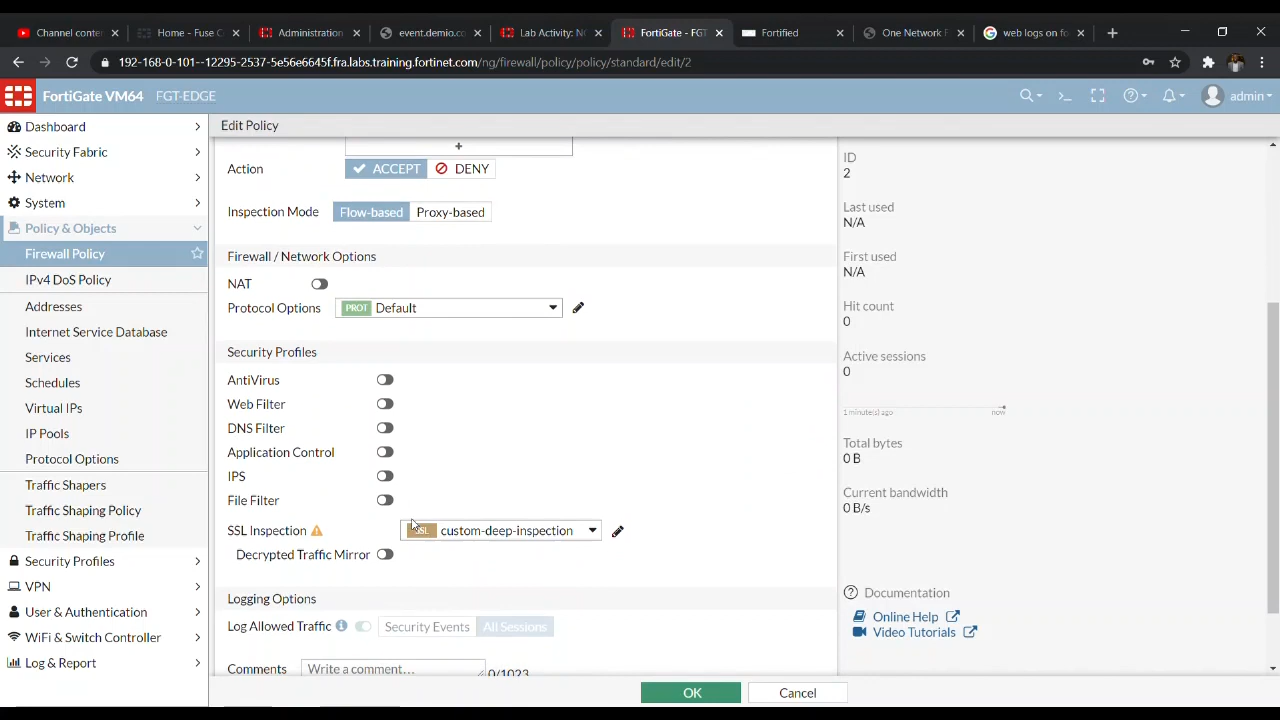 Channel conten
Home - Fuse C
Administration
event.demio.co
Lab Activity: N
FortiGate - FGT
Fortified
One Network F
web logs on fo
192-168-0-101--12295-2537-5e56e6645f.fra.labs.training.fortinet.com/ng/firewall/policy/policy/standard/edit/2
FortiGate VM64 FGT-EDGE
admin
Dashboard
Security Fabric
Network
System
Policy & Objects
Firewall Policy
IPv4 DoS Policy
Addresses
Internet Service Database
Services
Schedules
Virtual IPs
IP Pools
Protocol Options
Traffic Shapers
Traffic Shaping Policy
Traffic Shaping Profile
Security Profiles
VPN
User & Authentication
WiFi & Switch Controller
Log & Report
Edit Policy
+
Action ACCEPT DENY
Inspection Mode Flow-based Proxy-based
Firewall / Network Options
NAT
Protocol Options PROT Default
Security Profiles
AntiVirus
Web Filter
DNS Filter
Application Control
IPS
File Filter
SSL Inspection SSL custom-deep-inspection
Decrypted Traffic Mirror
Logging Options
Log Allowed Traffic Security Events All Sessions
Comments Write a comment... 0/1023
OK Cancel
ID
2
Last used
N/A
First used
N/A
Hit count
0
Active sessions
0
1 minute(s) ago now
Total bytes
0 B
Current bandwidth
0 B/s
Documentation
Online Help
Video Tutorials